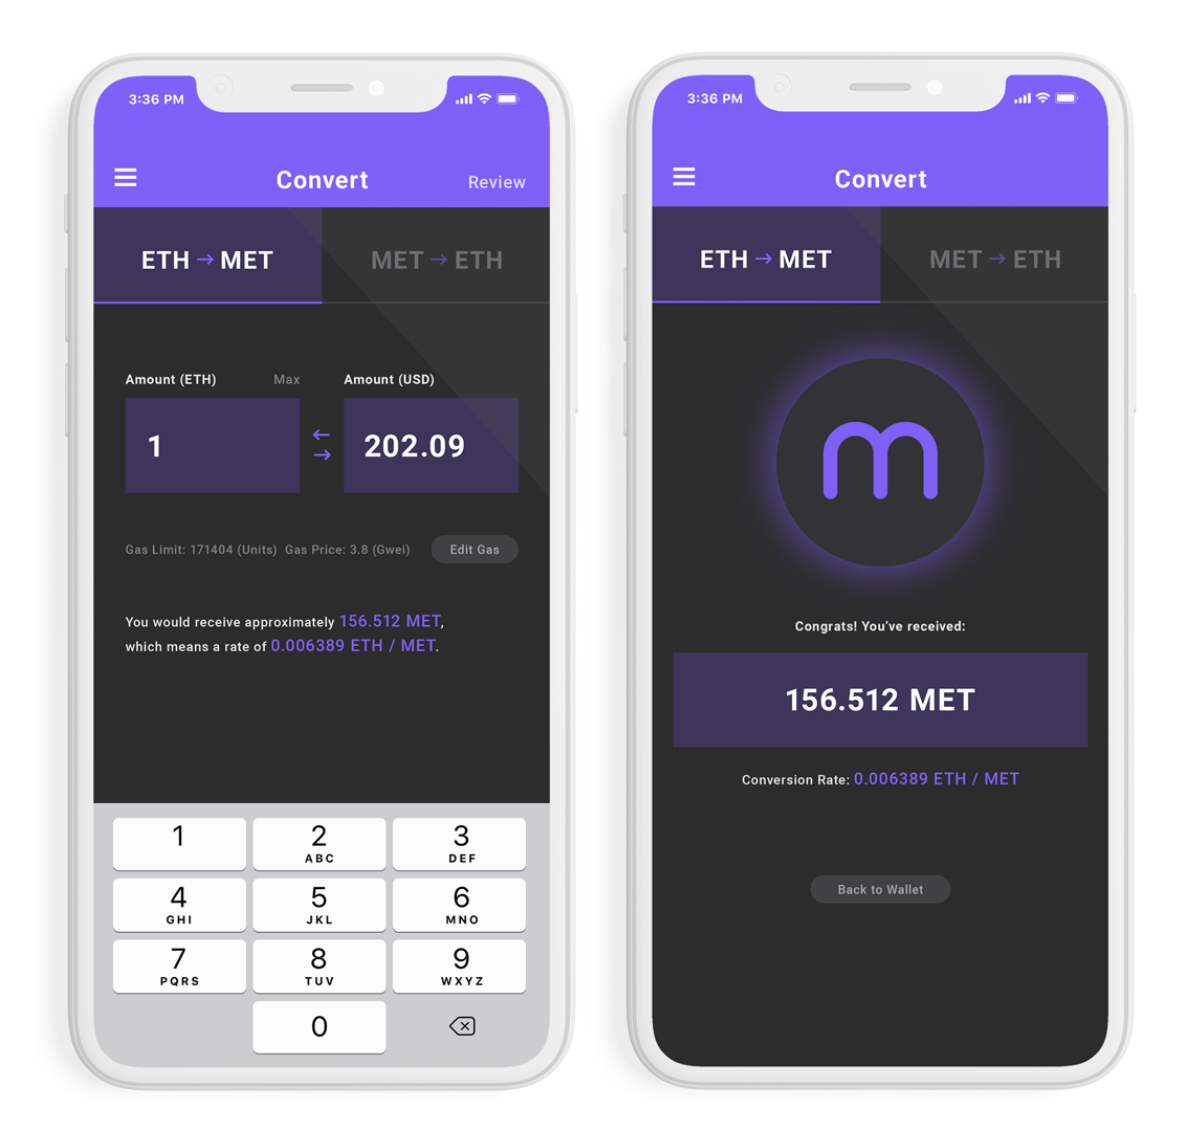 3:36 PM
Convert
Review
ETH → MET
MET → ETH
Amount (ETH)
Max
Amount (USD)
1
202.09
Gas Limit: 171404 (Units) Gas Price: 3.8 (Gwei)
Edit Gas
You would receive approximately 156.512 MET,
which means a rate of 0.006389 ETH / MET.
1
2
ABC
3
DEF
4
GHI
5
JKL
6
MNO
7
PQRS
8
TUV
9
WXYZ
0
3:36 PM
Convert
ETH → MET
MET → ETH
m
Congrats! You've received:
156.512 MET
Conversion Rate: 0.006389 ETH / MET
Back to Wallet